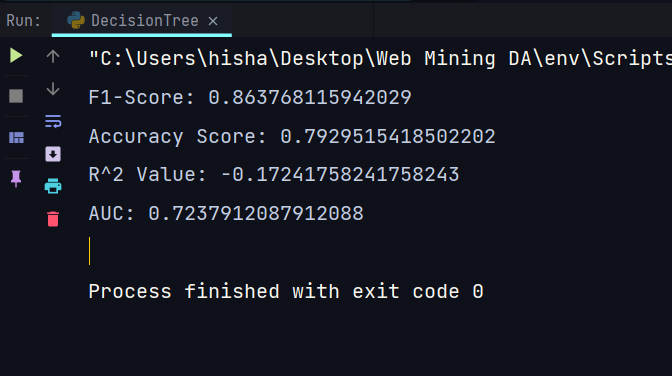 Run: DecisionTree ×
"C:\Users\hisha\Desktop\Web Mining DA\env\Scripts
F1-Score: 0.863768115942029
Accuracy Score: 0.7929515418502202
R^2 Value: -0.17241758241758243
AUC: 0.7237912087912088
Process finished with exit code 0